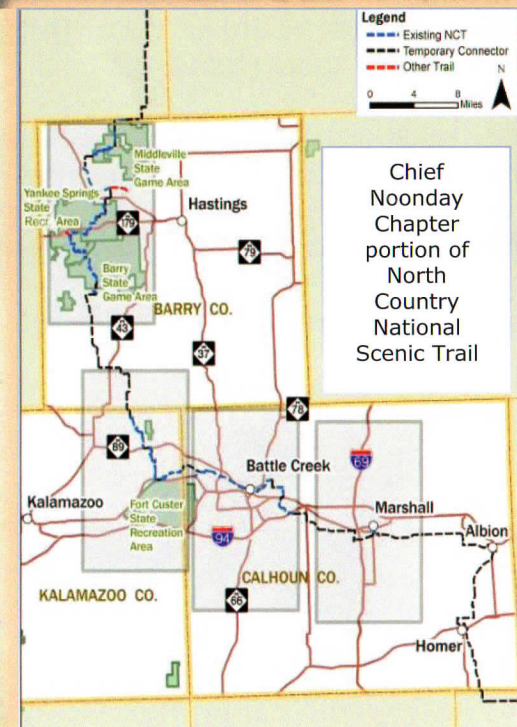 Legend
Existing NCT
Temporary Connector
Other Trail
N
0 4 8
Miles
Middleville
State
Game Area
Yankee Springs
State
Recr. Area
Hastings
179
79
Barry
State
Game Area
BARRY CO.
43
37
Chief
Noonday
Chapter
portion of
North
Country
National
Scenic Trail
78
89
69
Battle Creek
Kalamazoo
Fort Custer
State
Recreation
Area
Marshall
94
Albion
CALHOUN CO.
KALAMAZOO CO.
66
Homer